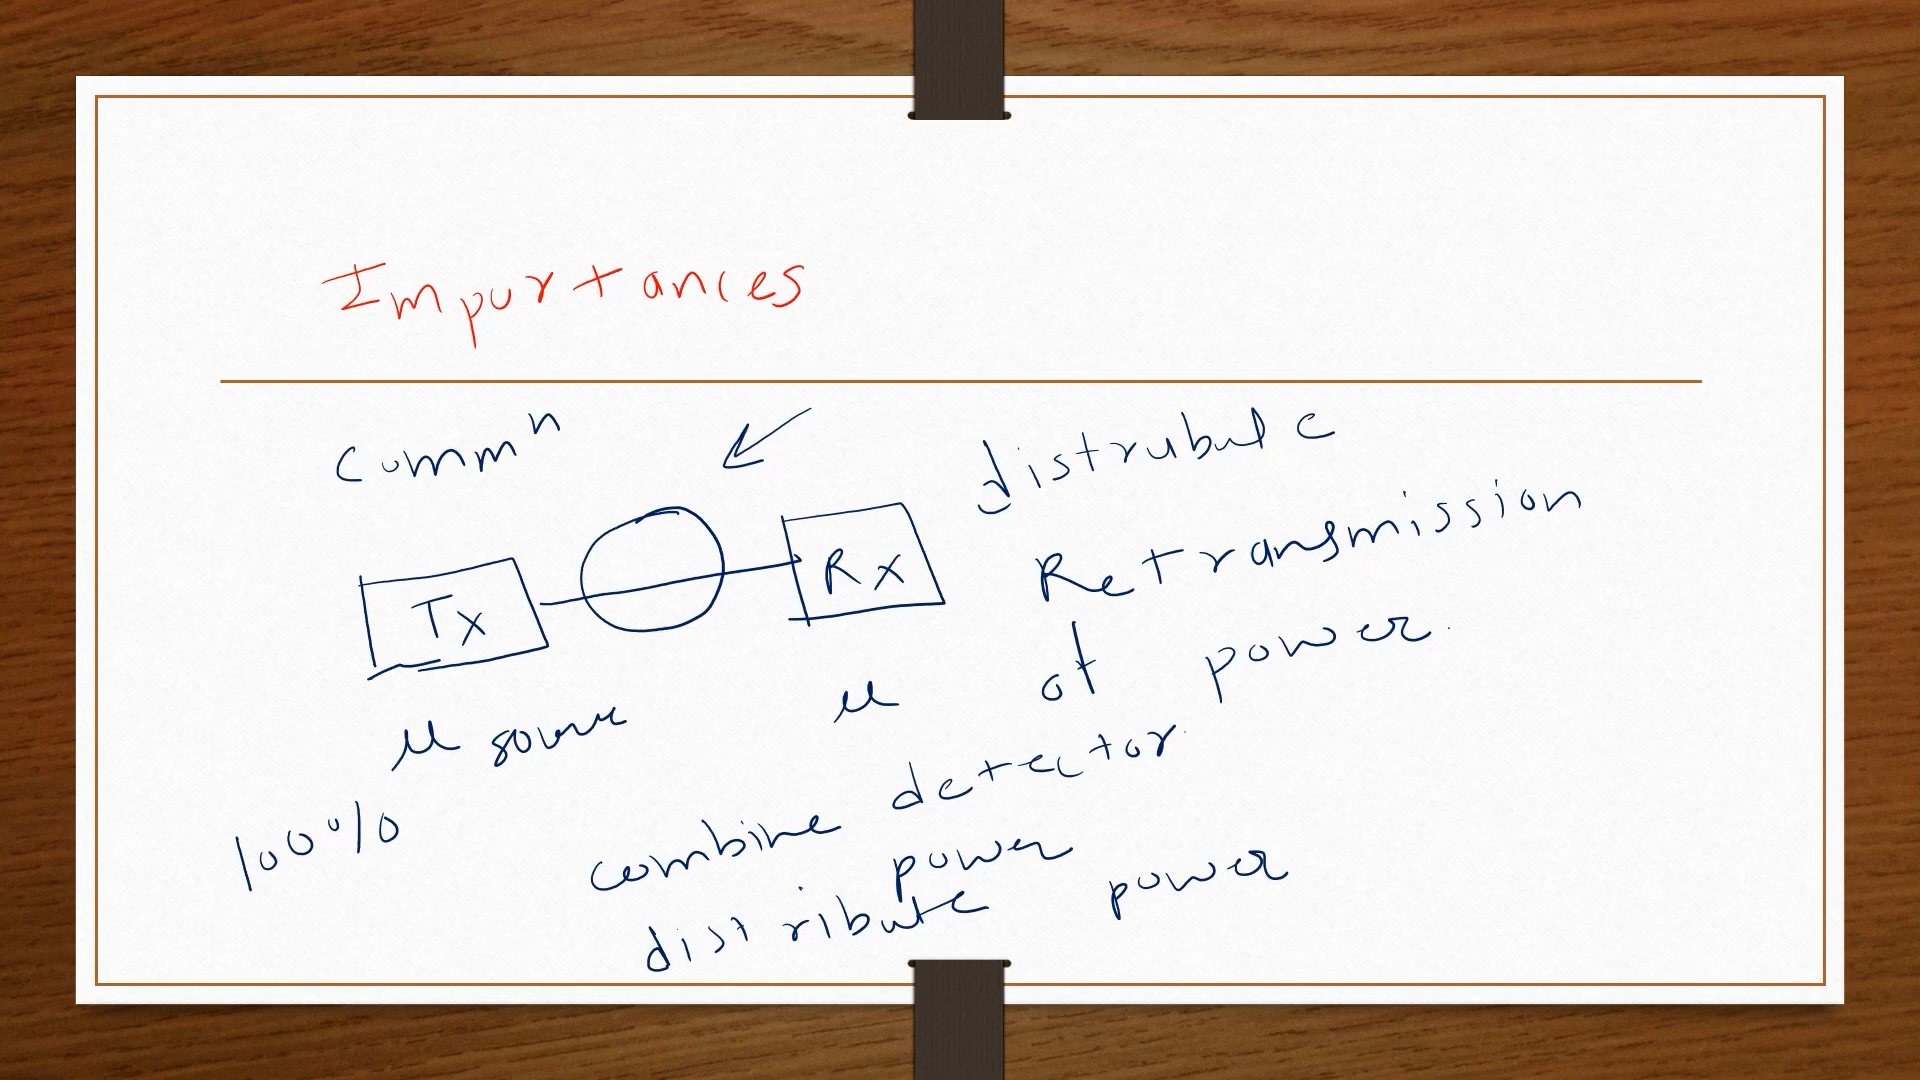 Importances
Commⁿ
distrubute
Tx
Rx
Retransmission
of power.
μ source
μ
detector
100%
combine power
distribute power